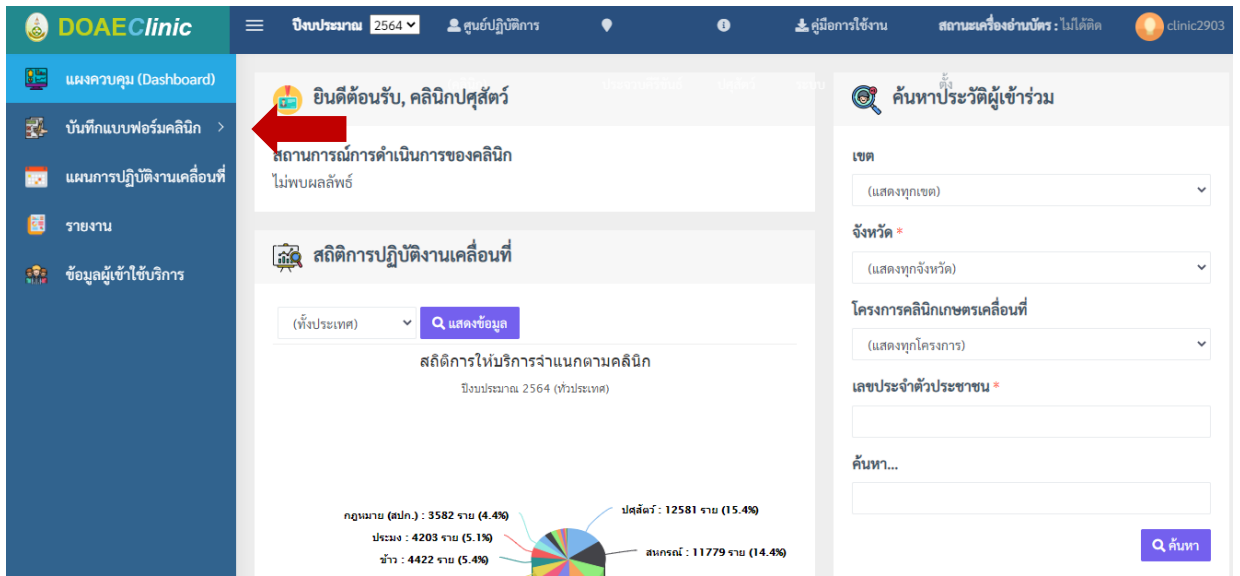 DOAEClinic
ปีงบประมาณ 2564
ศูนย์ปฏิบัติการ
คู่มือการใช้งาน
สถานะเครื่องอ่านบัตร : ไม่ได้ติด
ตั้ง
clinic2903
แผงควบคุม (Dashboard)
บันทึกแบบฟอร์มคลินิก
แผนการปฏิบัติงานเคลื่อนที่
รายงาน
ข้อมูลผู้เข้าใช้บริการ
ยินดีต้อนรับ, คลินิกปศุสัตว์
สถานการณ์การดำเนินการของคลินิก
ไม่พบผลลัพธ์
สถิติการปฏิบัติงานเคลื่อนที่
(ทั้งประเทศ)
แสดงข้อมูล
สถิติการให้บริการจำแนกตามคลินิก
ปีงบประมาณ 2564 (ทั่วประเทศ)
กฎหมาย (สปก.) : 3582 ราย (4.4%)
ประมง : 4203 ราย (5.1%)
ข้าว : 4422 ราย (5.4%)
ปศุสัตว์ : 12581 ราย (15.4%)
สหกรณ์ : 11779 ราย (14.4%)
ค้นหาประวัติผู้เข้าร่วม
เขต
(แสดงทุกเขต)
จังหวัด *
(แสดงทุกจังหวัด)
โครงการคลินิกเกษตรเคลื่อนที่
(แสดงทุกโครงการ)
เลขประจำตัวประชาชน *
ค้นหา...
ค้นหา